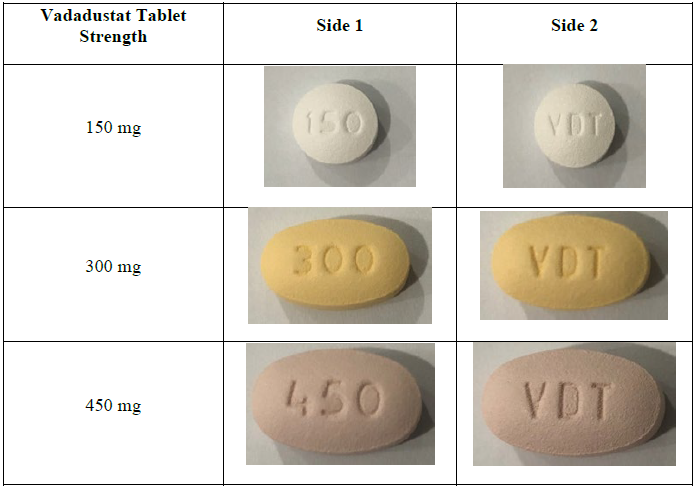 Vadadustat Tablet
Strength
Side 1
Side 2
150 mg
150
VDT
300 mg
300
VDT
450 mg
450
VDT